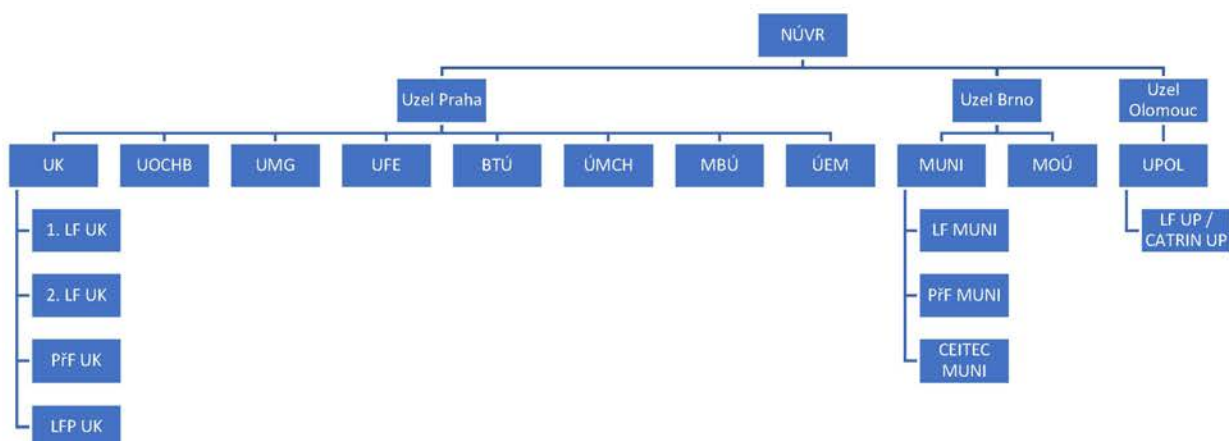 NÚVR
Uzel Praha
Uzel Brno
Uzel
Olomouc
UK
UOCHB
UMG
UFE
BTÚ
ÚMCH
MBÚ
ÚEM
MUNI
MOÚ
UPOL
1. LF UK
2. LF UK
PřF UK
LFP UK
LF MUNI
PřF MUNI
CEITEC
MUNI
LF UP /
CATRIN UP